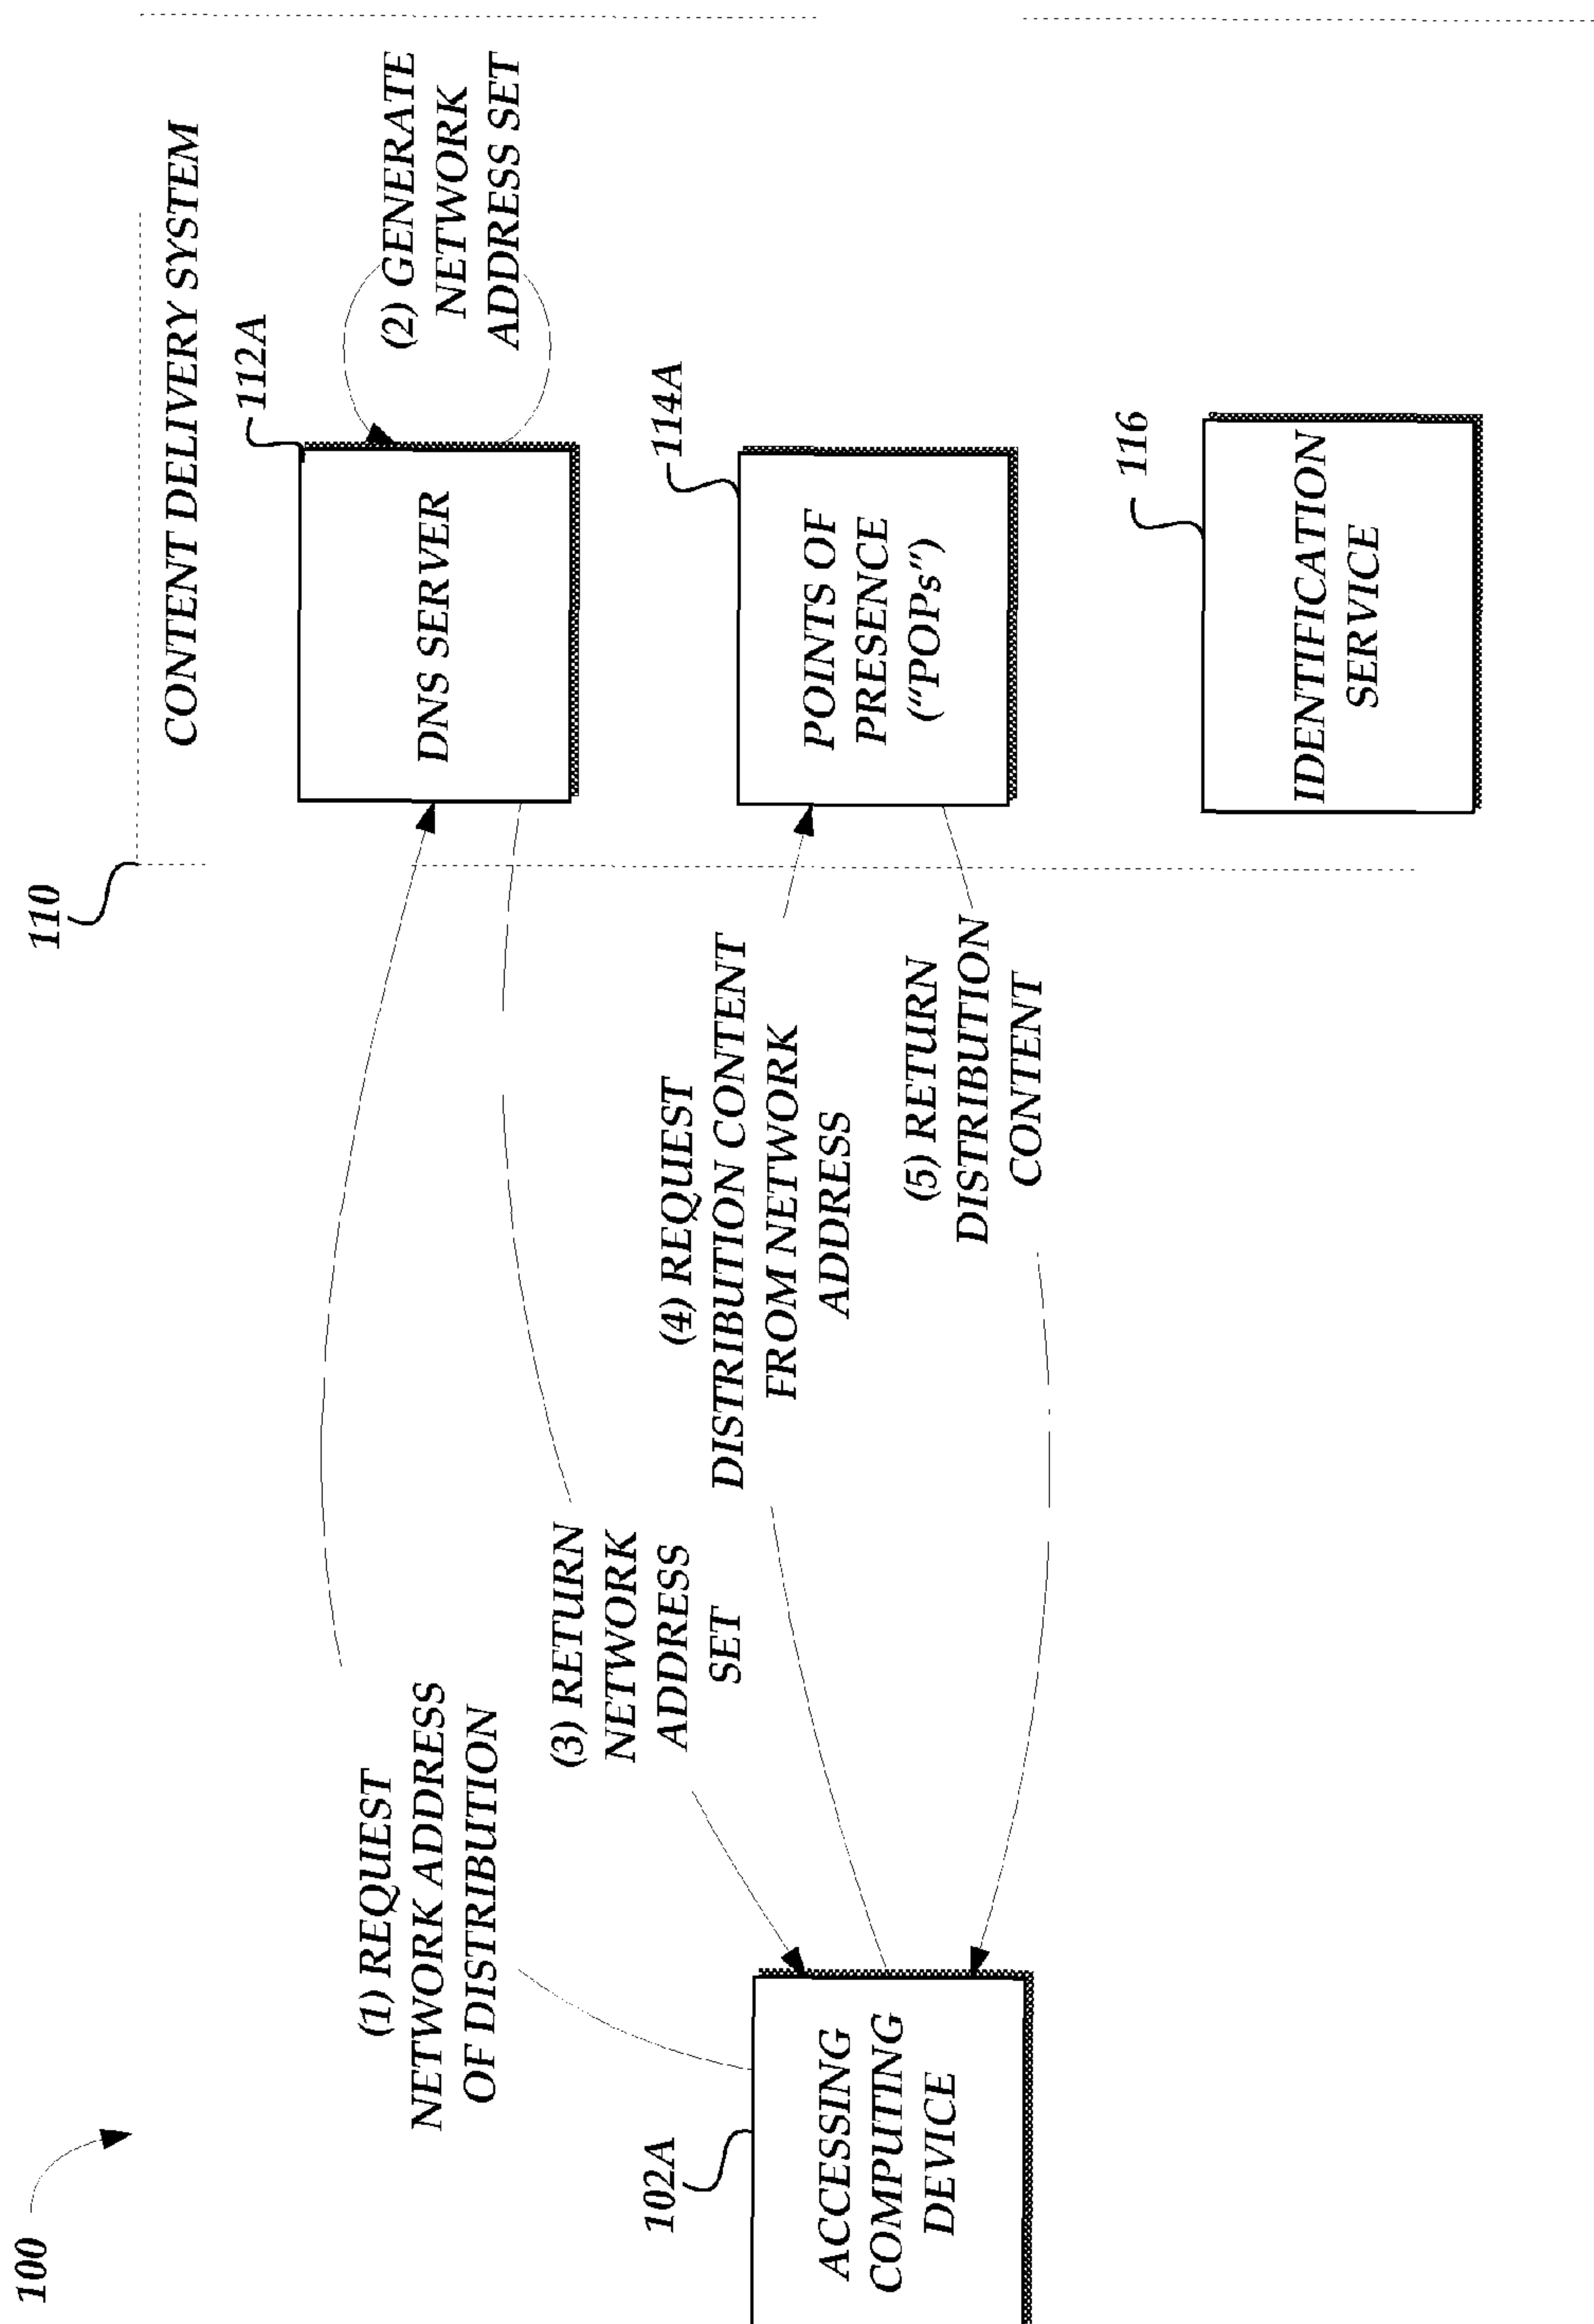 100
110
CONTENT DELIVERY SYSTEM
112A
(1) REQUEST
NETWORK ADDRESS
OF DISTRIBUTION
DNS SERVER
(2) GENERATE
NETWORK
ADDRESS SET
(3) RETURN
NETWORK
ADDRESS
SET
102A
ACCESSING
COMPUTING
DEVICE
(4) REQUEST
DISTRIBUTION CONTENT
FROM NETWORK
ADDRESS
114A
POINTS OF
PRESENCE
(“POPs”)
(5) RETURN
DISTRIBUTION
CONTENT
116
IDENTIFICATION
SERVICE